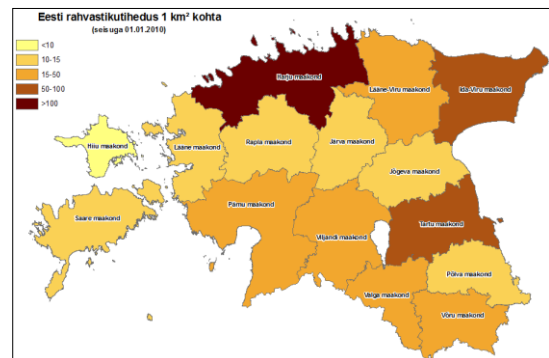 Eesti rahvastikutihedus 1 km² kohta
(seisuga 01.01.2010)
<10
10-15
15-50
50-100
>100
Harju maakond
Lääne-Viru maakond
Ida-Viru maakond
Hiiu maakond
Lääne maakond
Rapla maakond
Järva maakond
Jõgeva maakond
Saare maakond
Pärnu maakond
Viljandi maakond
Tartu maakond
Põlva maakond
Valga maakond
Võru maakond